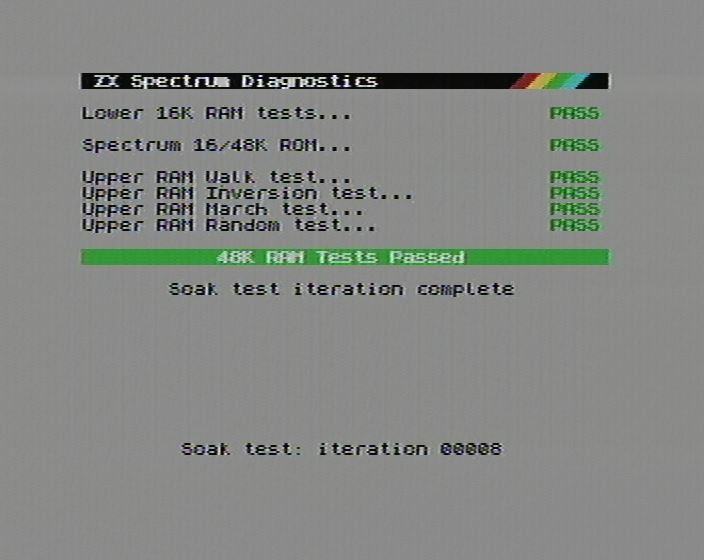 ZX Spectrum Diagnostics
Lower 16K RAM tests... PASS
Spectrum 16/48K ROM... PASS
Upper RAM Walk test... PASS
Upper RAM Inversion test... PASS
Upper RAM March test... PASS
Upper RAM Random test... PASS
48K RAM Tests Passed
Soak test iteration complete
Soak test: iteration 00008